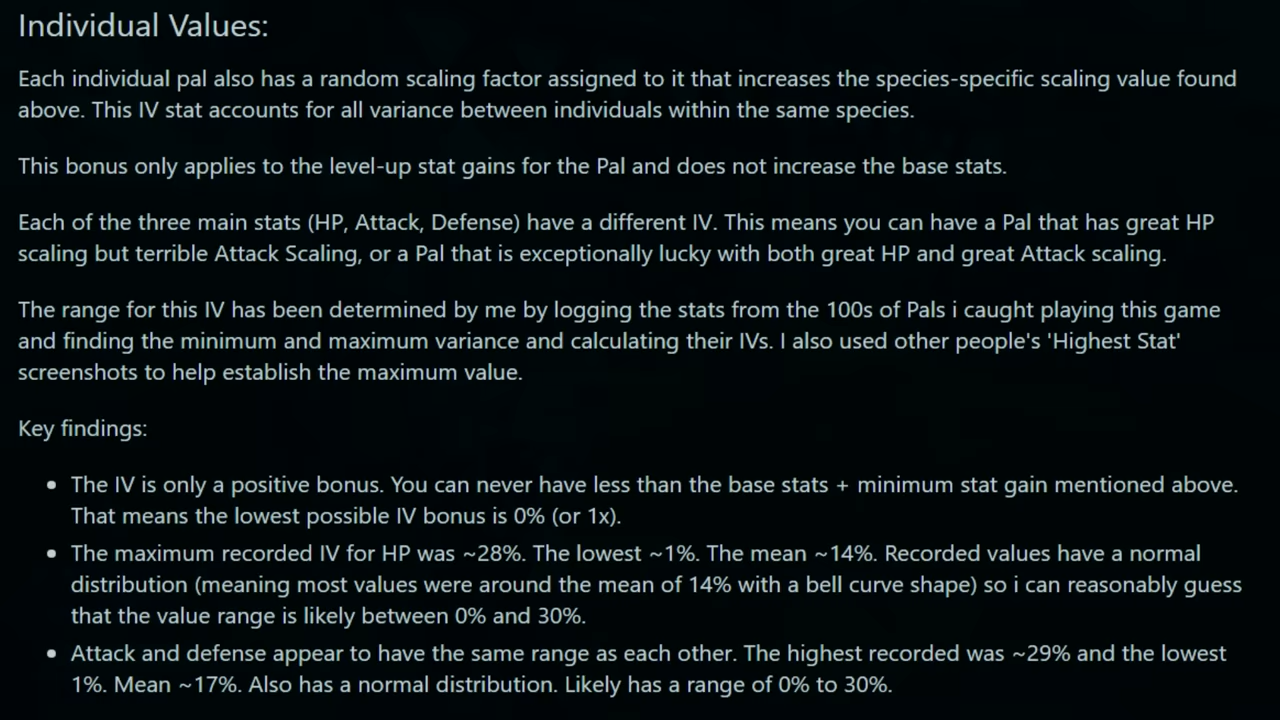 Individual Values:
Each individual pal also has a random scaling factor assigned to it that increases the species-specific scaling value found
above. This IV stat accounts for all variance between individuals within the same species.
This bonus only applies to the level-up stat gains for the Pal and does not increase the base stats.
Each of the three main stats (HP, Attack, Defense) have a different IV. This means you can have a Pal that has great HP
scaling but terrible Attack Scaling, or a Pal that is exceptionally lucky with both great HP and great Attack scaling.
The range for this IV has been determined by me by logging the stats from the 100s of Pals i caught playing this game
and finding the minimum and maximum variance and calculating their IVs. I also used other people's 'Highest Stat'
screenshots to help establish the maximum value.
Key findings:
• The IV is only a positive bonus. You can never have less than the base stats + minimum stat gain mentioned above.
That means the lowest possible IV bonus is 0% (or 1x).
• The maximum recorded IV for HP was ~28%. The lowest ~1%. The mean ~14%. Recorded values have a normal
distribution (meaning most values were around the mean of 14% with a bell curve shape) so i can reasonably guess
that the value range is likely between 0% and 30%.
• Attack and defense appear to have the same range as each other. The highest recorded was ~29% and the lowest
1%. Mean ~17%. Also has a normal distribution. Likely has a range of 0% to 30%.